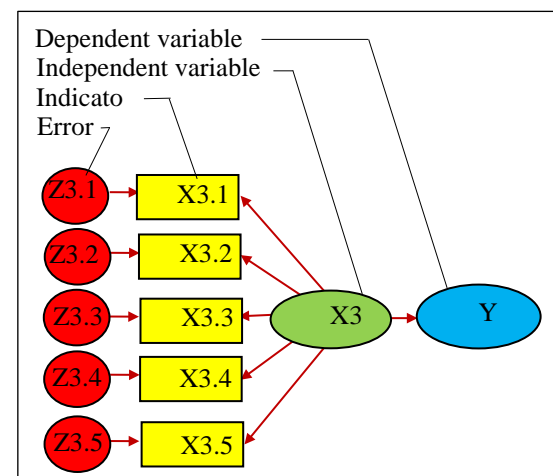 Dependent variable
Independent variable
Indicato
Error
Z3.1 X3.1
Z3.2 X3.2
Z3.3 X3.3 X3 Y
Z3.4 X3.4
Z3.5 X3.5